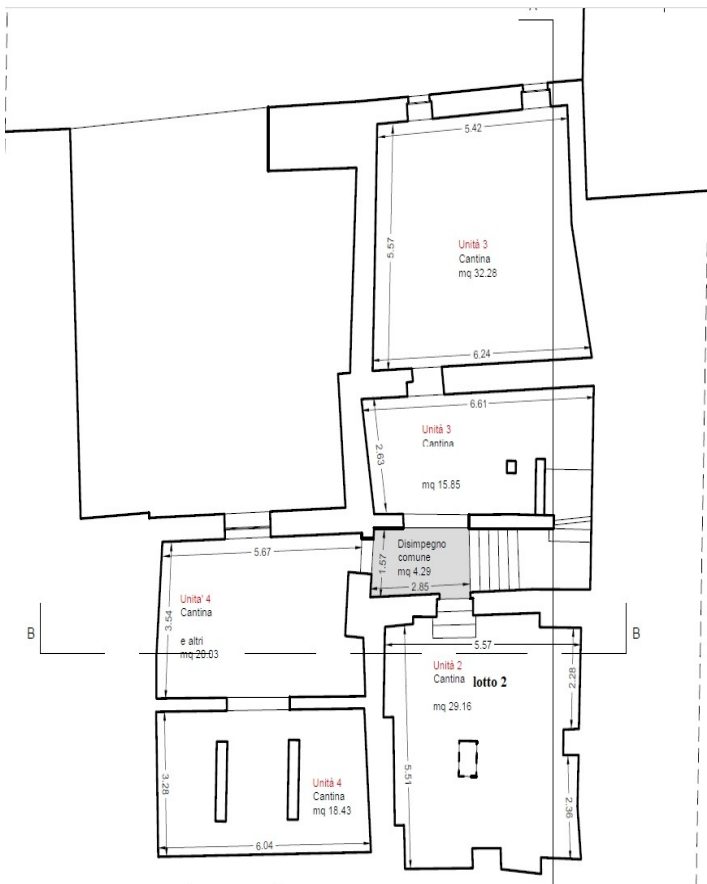 A
5.42
5.57
Unità 3
Cantina
mq 32.28
6.24
6.61
2.63
Unità 3
Cantina
mq 15.85
Disimpegno
comune
mq 4.29
1.57
2.85
5.67
3.54
Unita' 4
Cantina
e altri
mq 20.03
B
B
5.57
Unità 2
Cantina lotto 2
mq 29.16
2.28
5.51
2.36
3.28
Unità 4
Cantina
mq 18.43
6.04